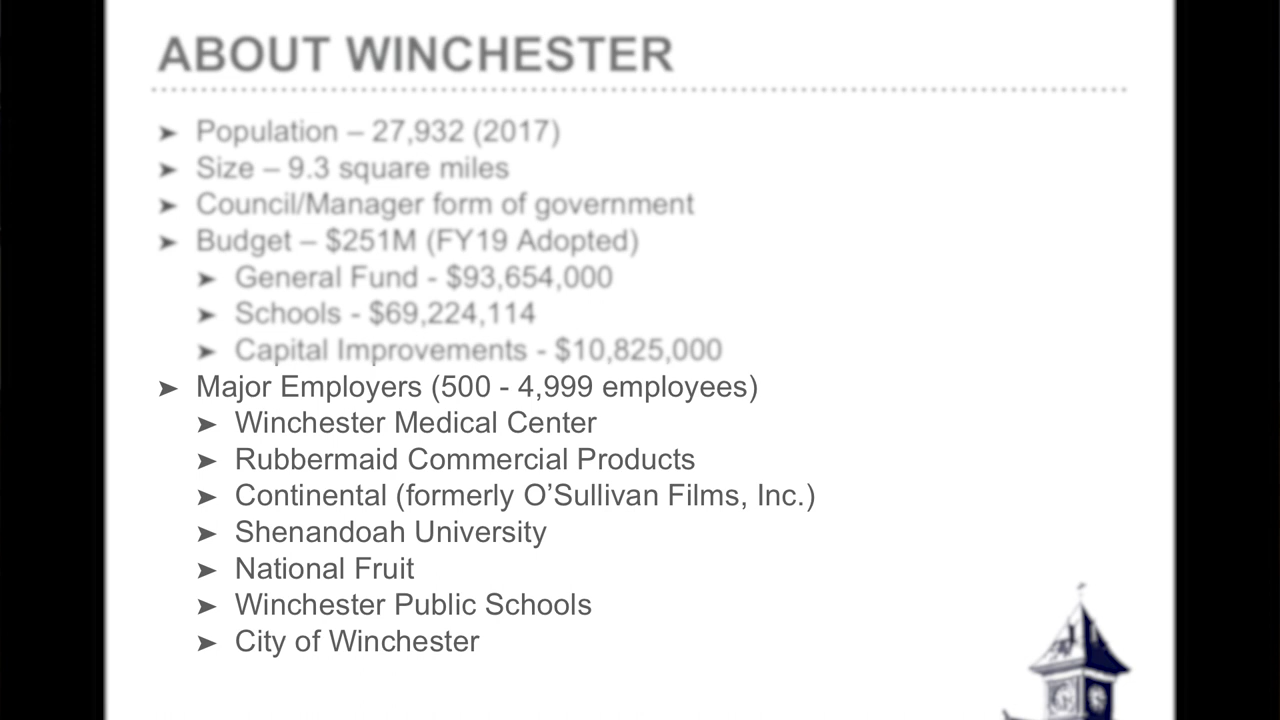 ABOUT WINCHESTER
➤ Population – 27,932 (2017)
➤ Size – 9.3 square miles
➤ Council/Manager form of government
➤ Budget – $251M (FY19 Adopted)
➤ General Fund - $93,654,000
➤ Schools - $69,224,114
➤ Capital Improvements - $10,825,000
➤ Major Employers (500 - 4,999 employees)
➤ Winchester Medical Center
➤ Rubbermaid Commercial Products
➤ Continental (formerly O’Sullivan Films, Inc.)
➤ Shenandoah University
➤ National Fruit
➤ Winchester Public Schools
➤ City of Winchester